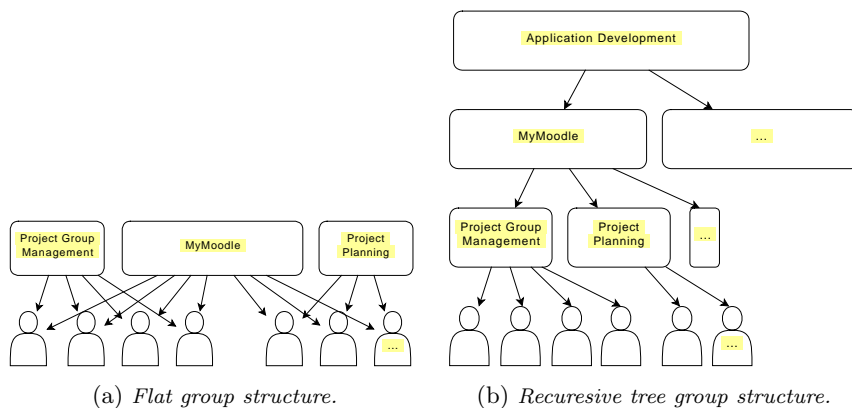 Application Development
MyMoodle
...
Project Group
Management
MyMoodle
Project
Planning
Project Group
Management
Project
Planning
...
...
...
(a) Flat group structure.
(b) Recuresive tree group structure.